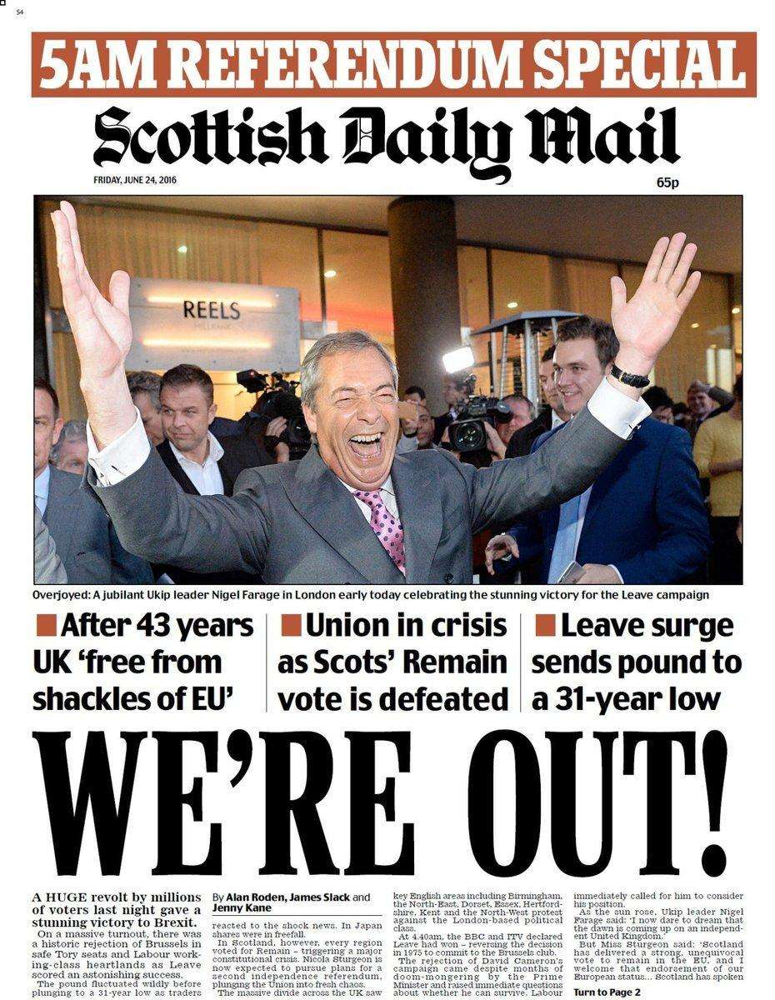 S4
5AM REFERENDUM SPECIAL
Scottish Daily Mail
FRIDAY, JUNE 24, 2016
65p
REELS
MILLBANK
Overjoyed: A jubilant Ukip leader Nigel Farage in London early today celebrating the stunning victory for the Leave campaign
After 43 years
UK ‘free from
shackles of EU’
Union in crisis
as Scots’ Remain
vote is defeated
Leave surge
sends pound to
a 31-year low
WE’RE OUT!
A HUGE revolt by millions
of voters last night gave a
stunning victory to Brexit.
On a massive turnout, there was
a historic rejection of Brussels in
safe Tory seats and Labour work-
ing-class heartlands as Leave
scored an astonishing success.
The pound fluctuated wildly before
plunging to a 31-year low as traders
By Alan Roden, James Slack and
Jenny Kane
reacted to the shock news. In Japan
shares were in freefall.
In Scotland, however, every region
voted for Remain – triggering a major
constitutional crisis. Nicola Sturgeon is
now expected to pursue plans for a
second independence referendum,
plunging the Union into fresh chaos.
The massive divide across the UK saw
key English areas including Birmingham,
the North-East, Dorset, Essex, Hertford-
shire, Kent and the North-West protest
against the London-based political
class.
At 4.40am, the BBC and ITV declared
Leave had won – reversing the decision
in 1975 to commit to the Brussels club.
The rejection of David Cameron’s
campaign came despite months of
doom-mongering by the Prime
Minister and raised immediate questions
about whether he can survive. Labour
immediately called for him to consider
his position.
As the sun rose, Ukip leader Nigel
Farage said: ‘I now dare to dream that
the dawn is coming up on an independ-
ent United Kingdom.’
But Miss Sturgeon said: ‘Scotland
has delivered a strong, unequivocal
vote to remain in the EU, and I
welcome that endorsement of our
European status... Scotland has spoken
Turn to Page 2